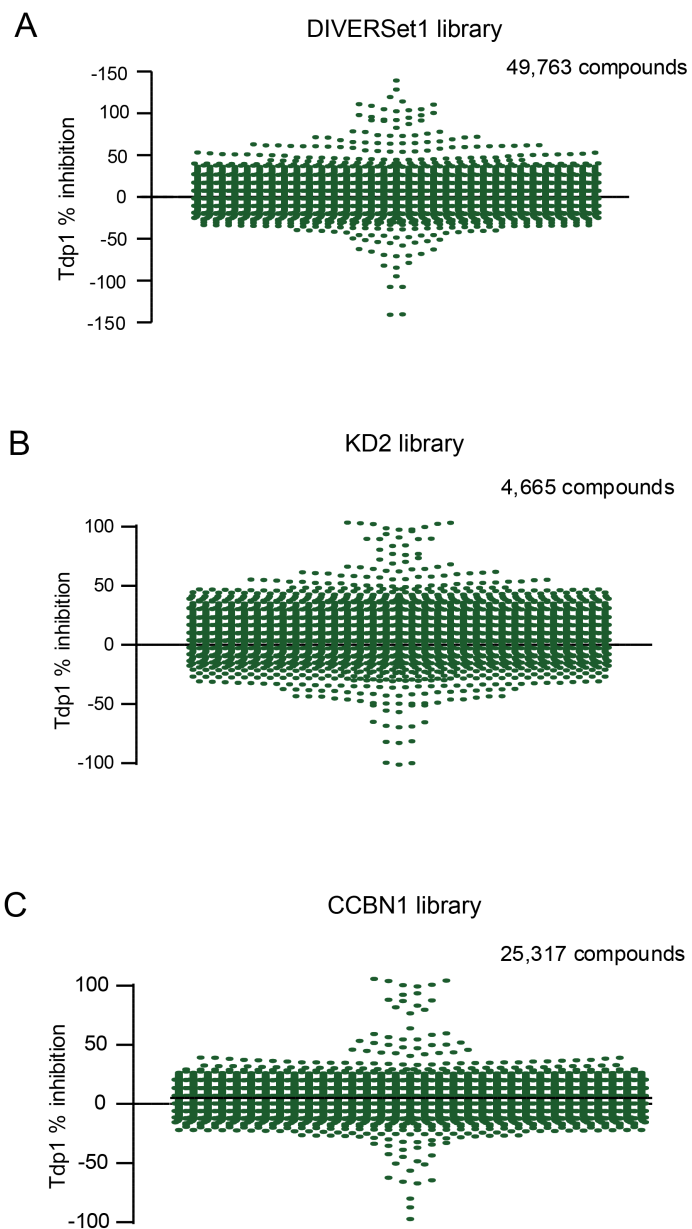 A
DIVERSet1 library
49,763 compounds
-150
100
50
0
-50
-100
-150
Tdp1 % inhibition
B
KD2 library
4,665 compounds
100
50
0
-50
-100
Tdp1 % inhibition
C
CCBN1 library
25,317 compounds
100
50
0
-50
-100
Tdp1 % inhibition